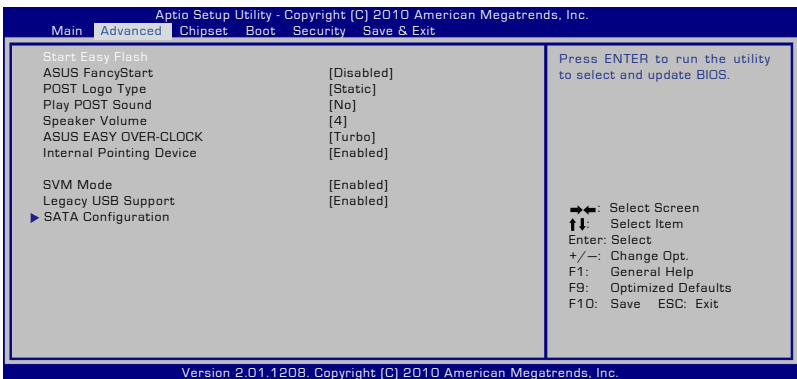 Aptio Setup Utility - Copyright (C) 2010 American Megatrends, Inc.
Main Advanced Chipset Boot Security Save & Exit
Start Easy Flash
ASUS FancyStart [Disabled]
POST Logo Type [Static]
Play POST Sound [No]
Speaker Volume [4]
ASUS EASY OVER-CLOCK [Turbo]
Internal Pointing Device [Enabled]
SVM Mode [Enabled]
Legacy USB Support [Enabled]
SATA Configuration
Press ENTER to run the utility
to select and update BIOS.
→←: Select Screen
↑↓: Select Item
Enter: Select
+/—: Change Opt.
F1: General Help
F9: Optimized Defaults
F10: Save ESC: Exit
Version 2.01.1208. Copyright (C) 2010 American Megatrends, Inc.